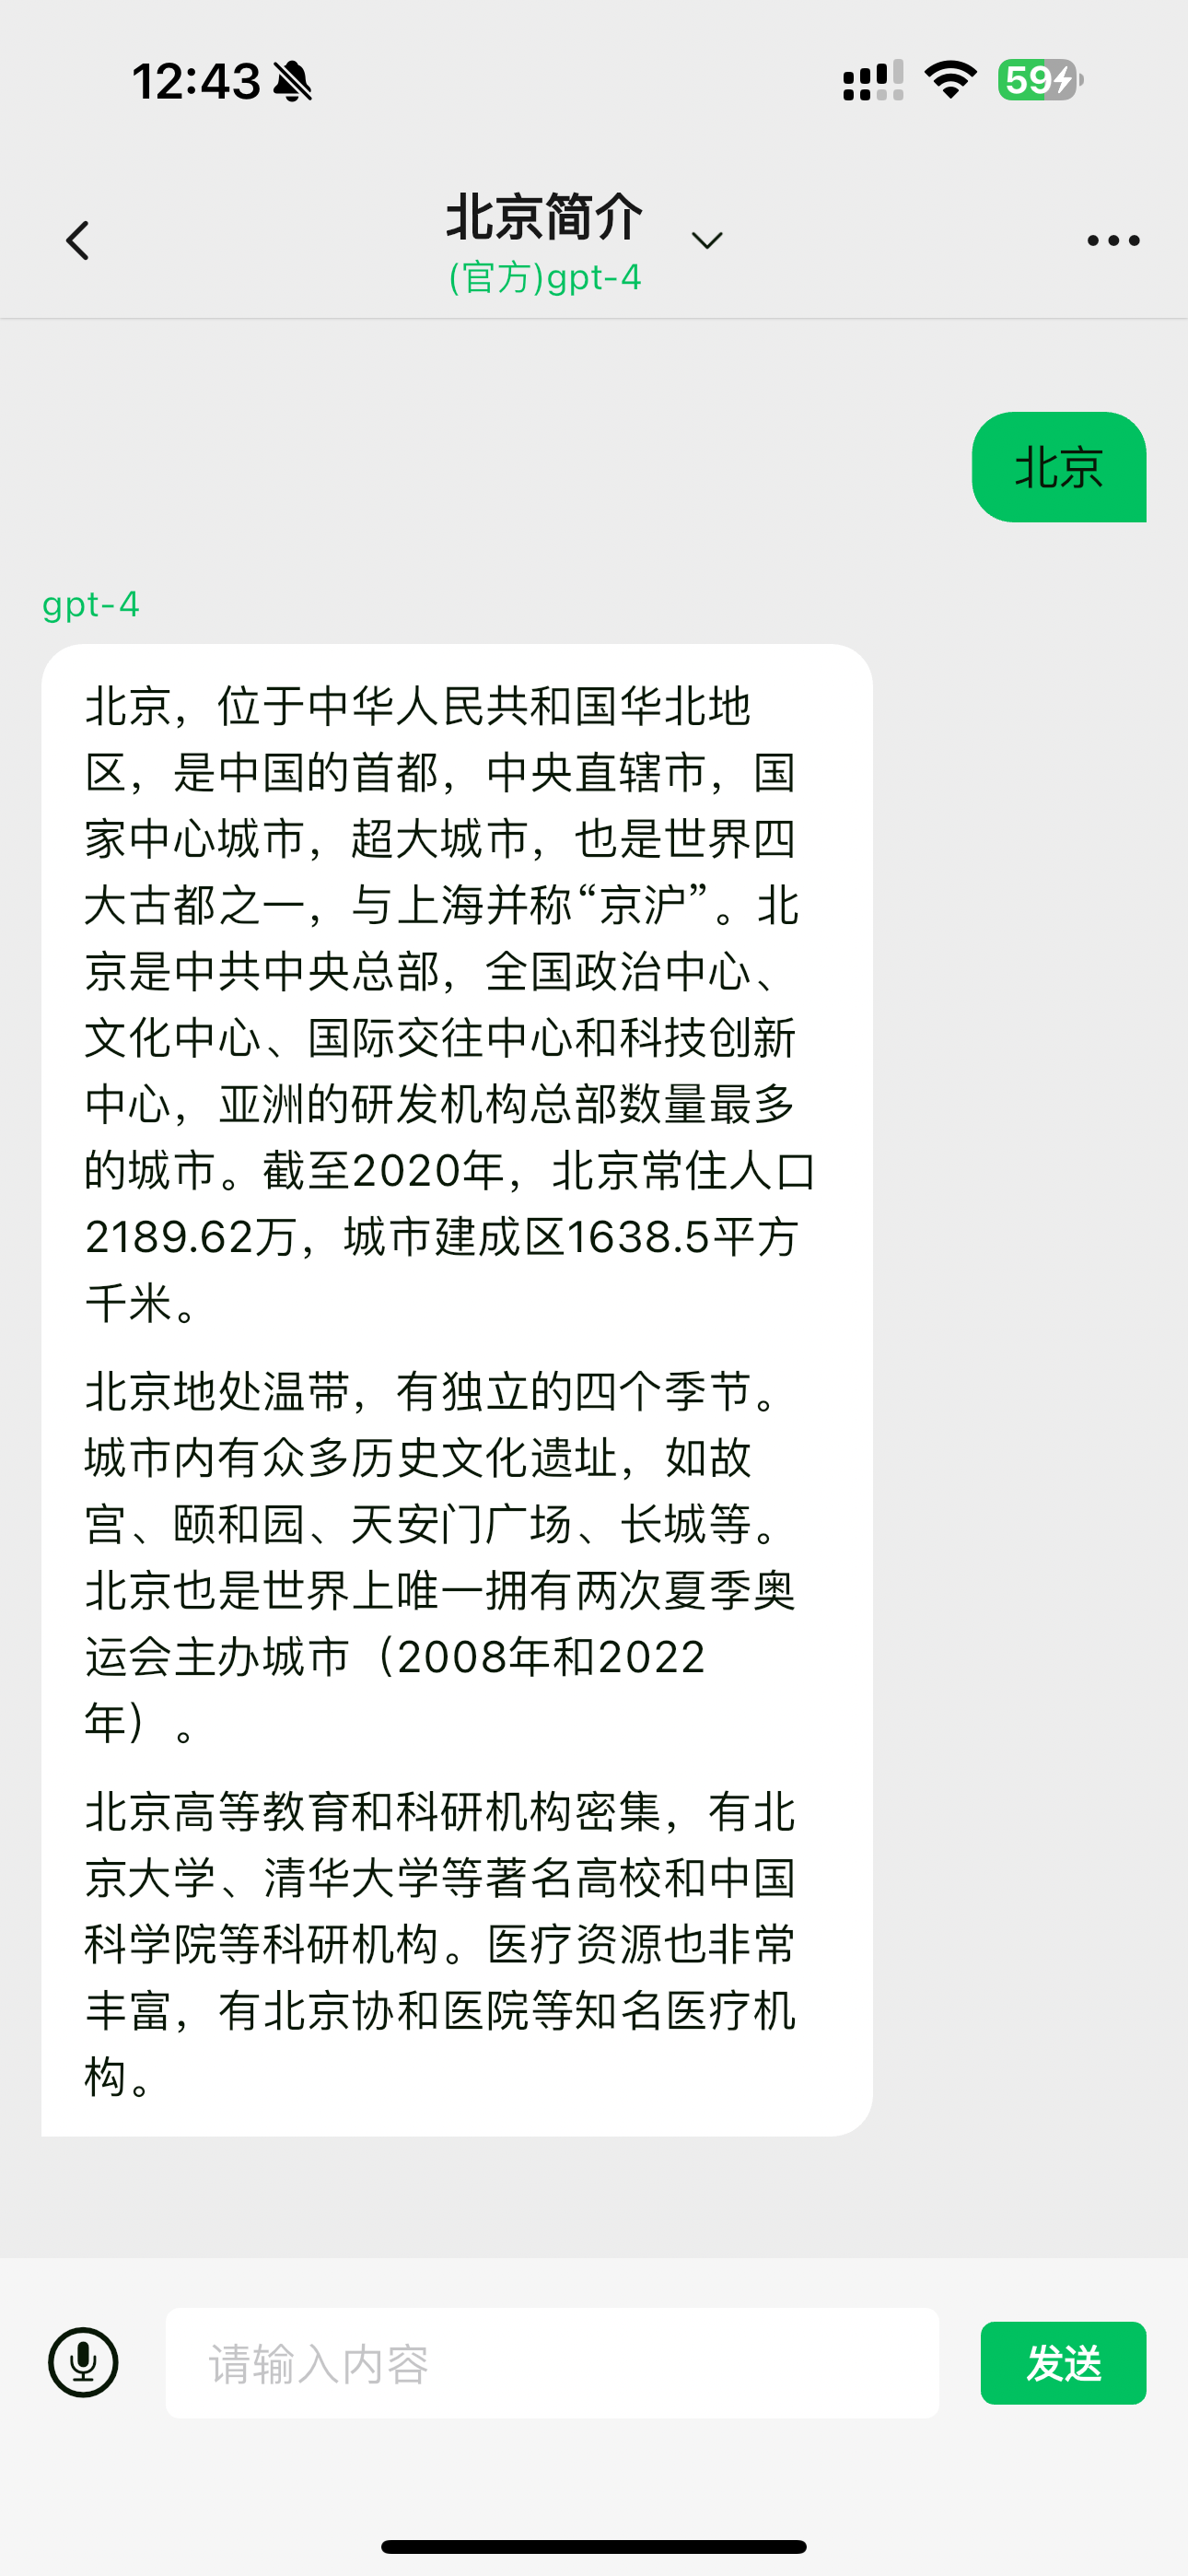 12:43
59
北京简介
(官方)gpt-4
北京
gpt-4
北京，位于中华人民共和国华北地
区，是中国的首都，中央直辖市，国
家中心城市，超大城市，也是世界四
大古都之一，与上海并称“京沪”。北
京是中共中央总部，全国政治中心、
文化中心、国际交往中心和科技创新
中心，亚洲的研发机构总部数量最多
的城市。截至2020年，北京常住人口
2189.62万，城市建成区1638.5平方
千米。
北京地处温带，有独立的四个季节。
城市内有众多历史文化遗址，如故
宫、颐和园、天安门广场、长城等。
北京也是世界上唯一拥有两次夏季奥
运会主办城市（2008年和2022
年）。
北京高等教育和科研机构密集，有北
京大学、清华大学等著名高校和中国
科学院等科研机构。医疗资源也非常
丰富，有北京协和医院等知名医疗机
构。
请输入内容
发送